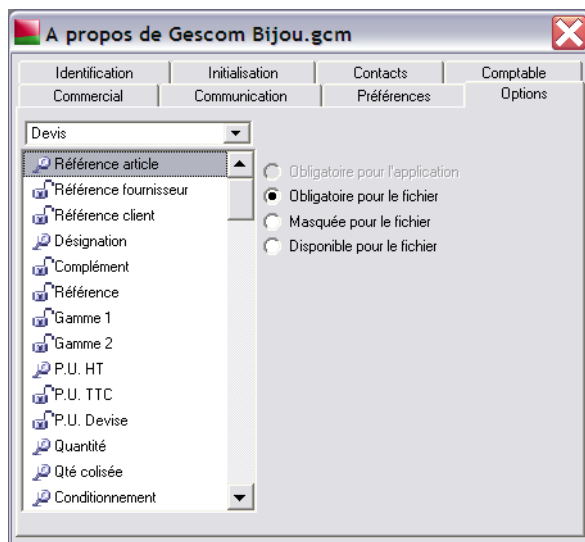 A propos de Gescom Bijou.gcm
Identification
Initialisation
Contacts
Comptable
Commercial
Communication
Préférences
Options
Devis
Référence article
Référence fournisseur
Référence client
Désignation
Complément
Référence
Gamme 1
Gamme 2
P.U. HT
P.U. TTC
P.U. Devise
Quantité
Qté colisée
Conditionnement
Obligatoire pour l'application
Obligatoire pour le fichier
Masquée pour le fichier
Disponible pour le fichier